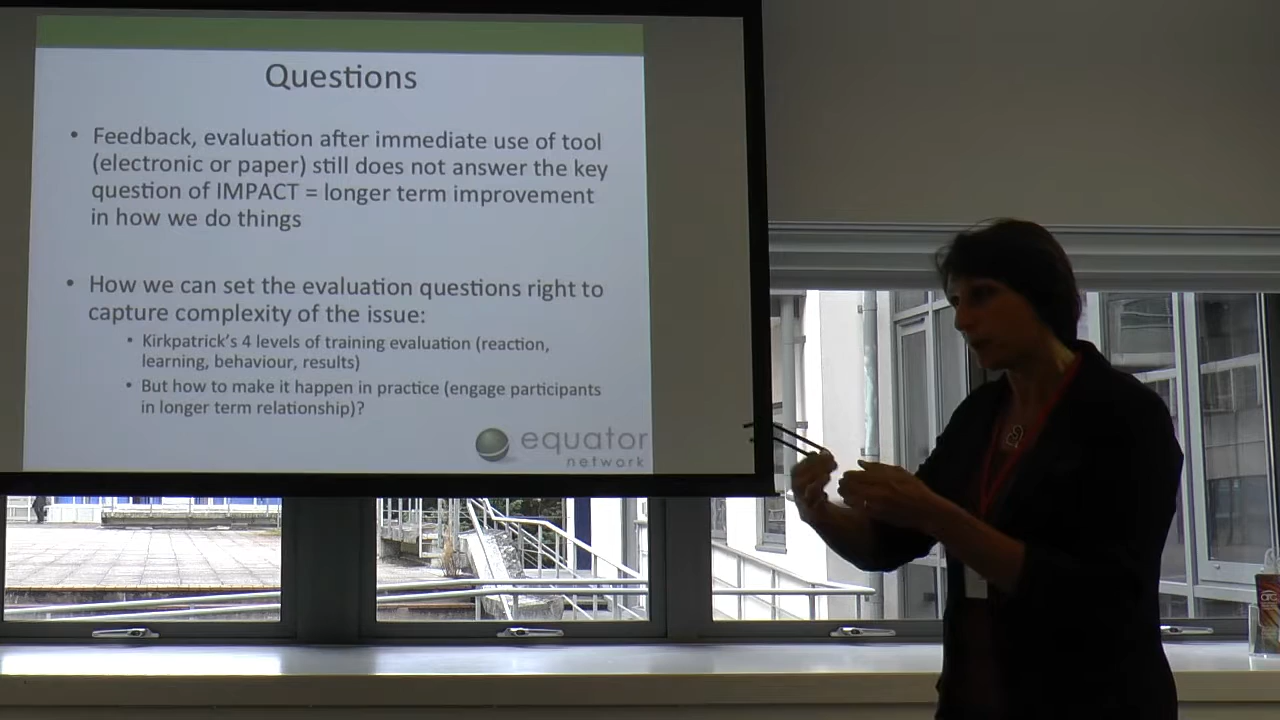 Questions
• Feedback, evaluation after immediate use of tool
(electronic or paper) still does not answer the key
question of IMPACT = longer term improvement
in how we do things
• How we can set the evaluation questions right to
capture complexity of the issue:
• Kirkpatrick's 4 levels of training evaluation (reaction,
learning, behaviour, results)
• But how to make it happen in practice (engage participants
in longer term relationship)?
equator
network